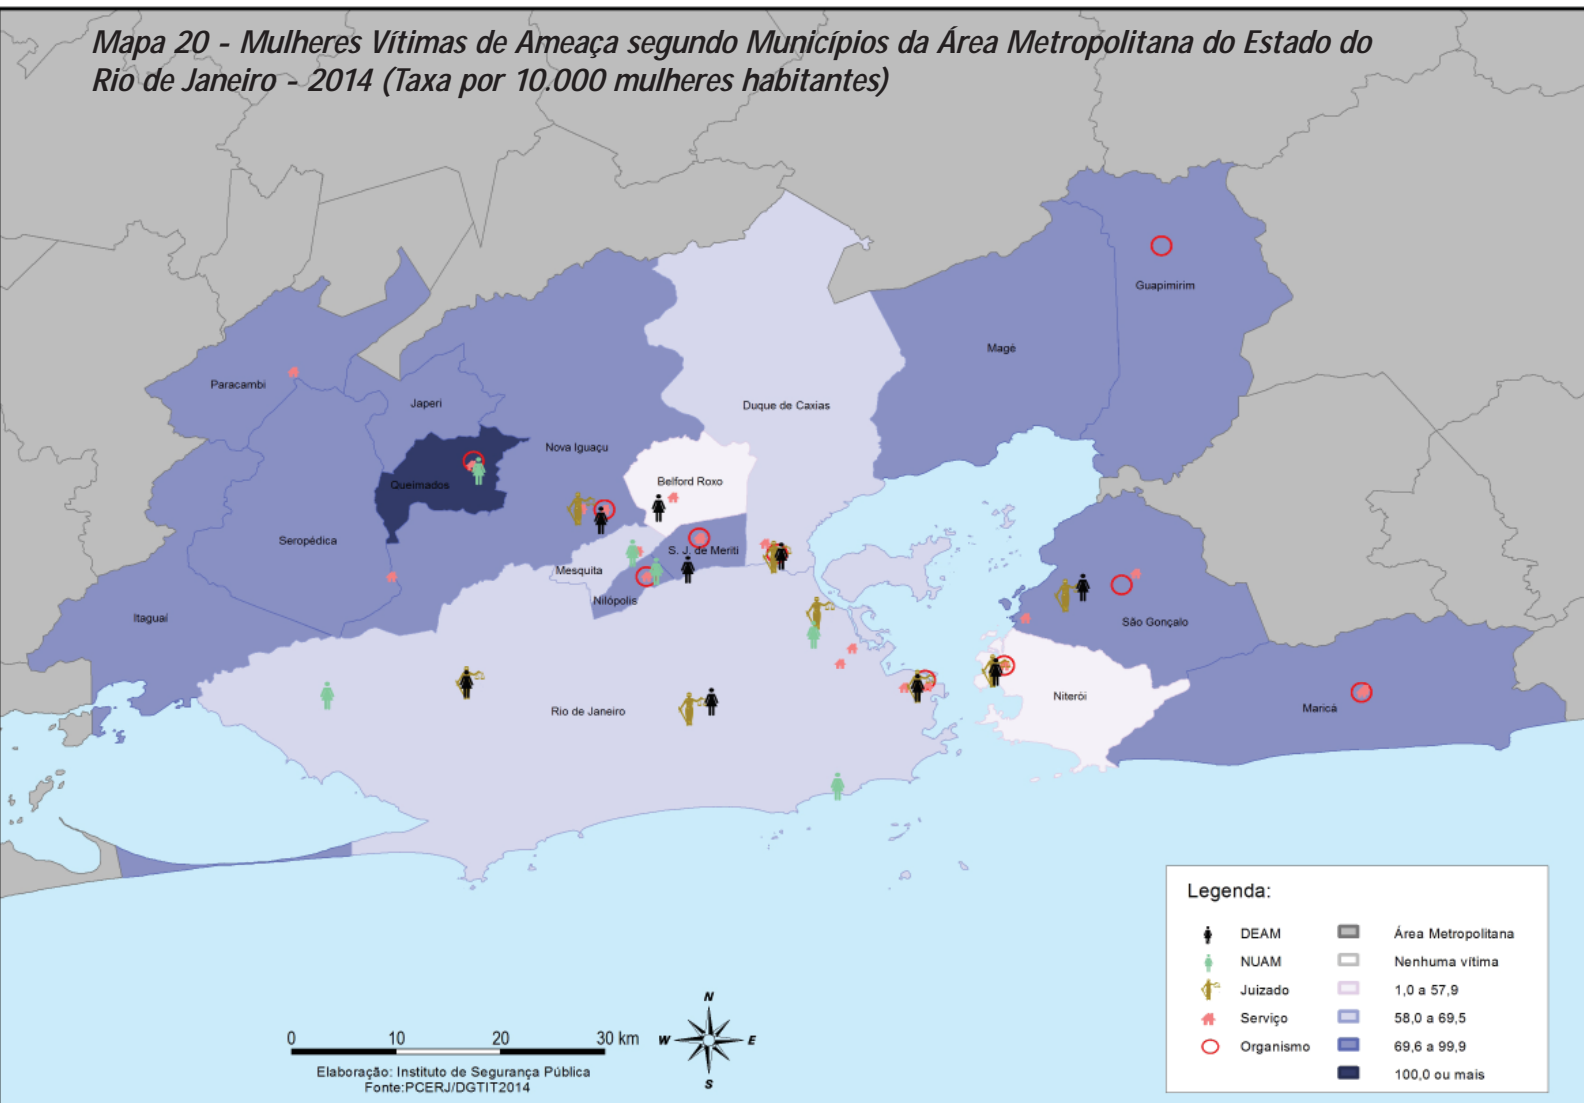 Mapa 20 - Mulheres Vítimas de Ameaça segundo Municípios da Área Metropolitana do Estado do
Rio de Janeiro - 2014 (Taxa por 10.000 mulheres habitantes)
Guapimirim
Magé
Paracambi
Japeri
Duque de Caxias
Nova Iguaçu
Belford Roxo
Queimados
Seropédica
S. J. de Meriti
Mesquita
Nilópolis
Itaguaí
São Gonçalo
Niterói
Maricá
Rio de Janeiro
Legenda:
DEAM
NUAM
Juizado
Serviço
Organismo
Área Metropolitana
Nenhuma vítima
1,0 a 57,9
58,0 a 69,5
69,6 a 99,9
100,0 ou mais
N
W
E
S
0 10 20 30 km
Elaboração: Instituto de Segurança Pública
Fonte:PCERJ/DGTIT2014